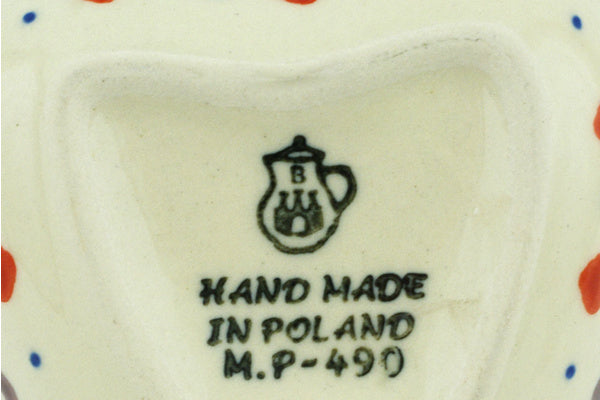 B
HAND MADE
IN POLAND
M.P-490